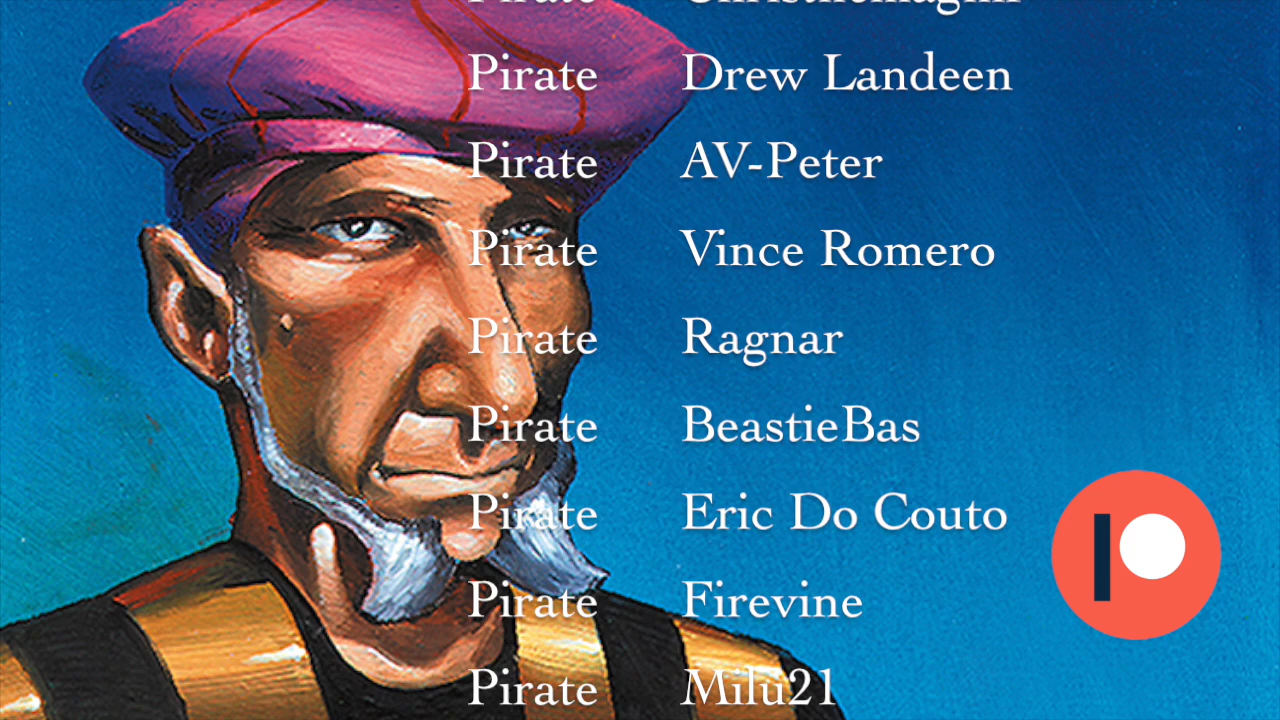 Pirate Drew Landeen
Pirate AV-Peter
Pirate Vince Romero
Pirate Ragnar
Pirate BeastieBas
Pirate Eric Do Couto
Pirate Firevine
Pirate Milu21